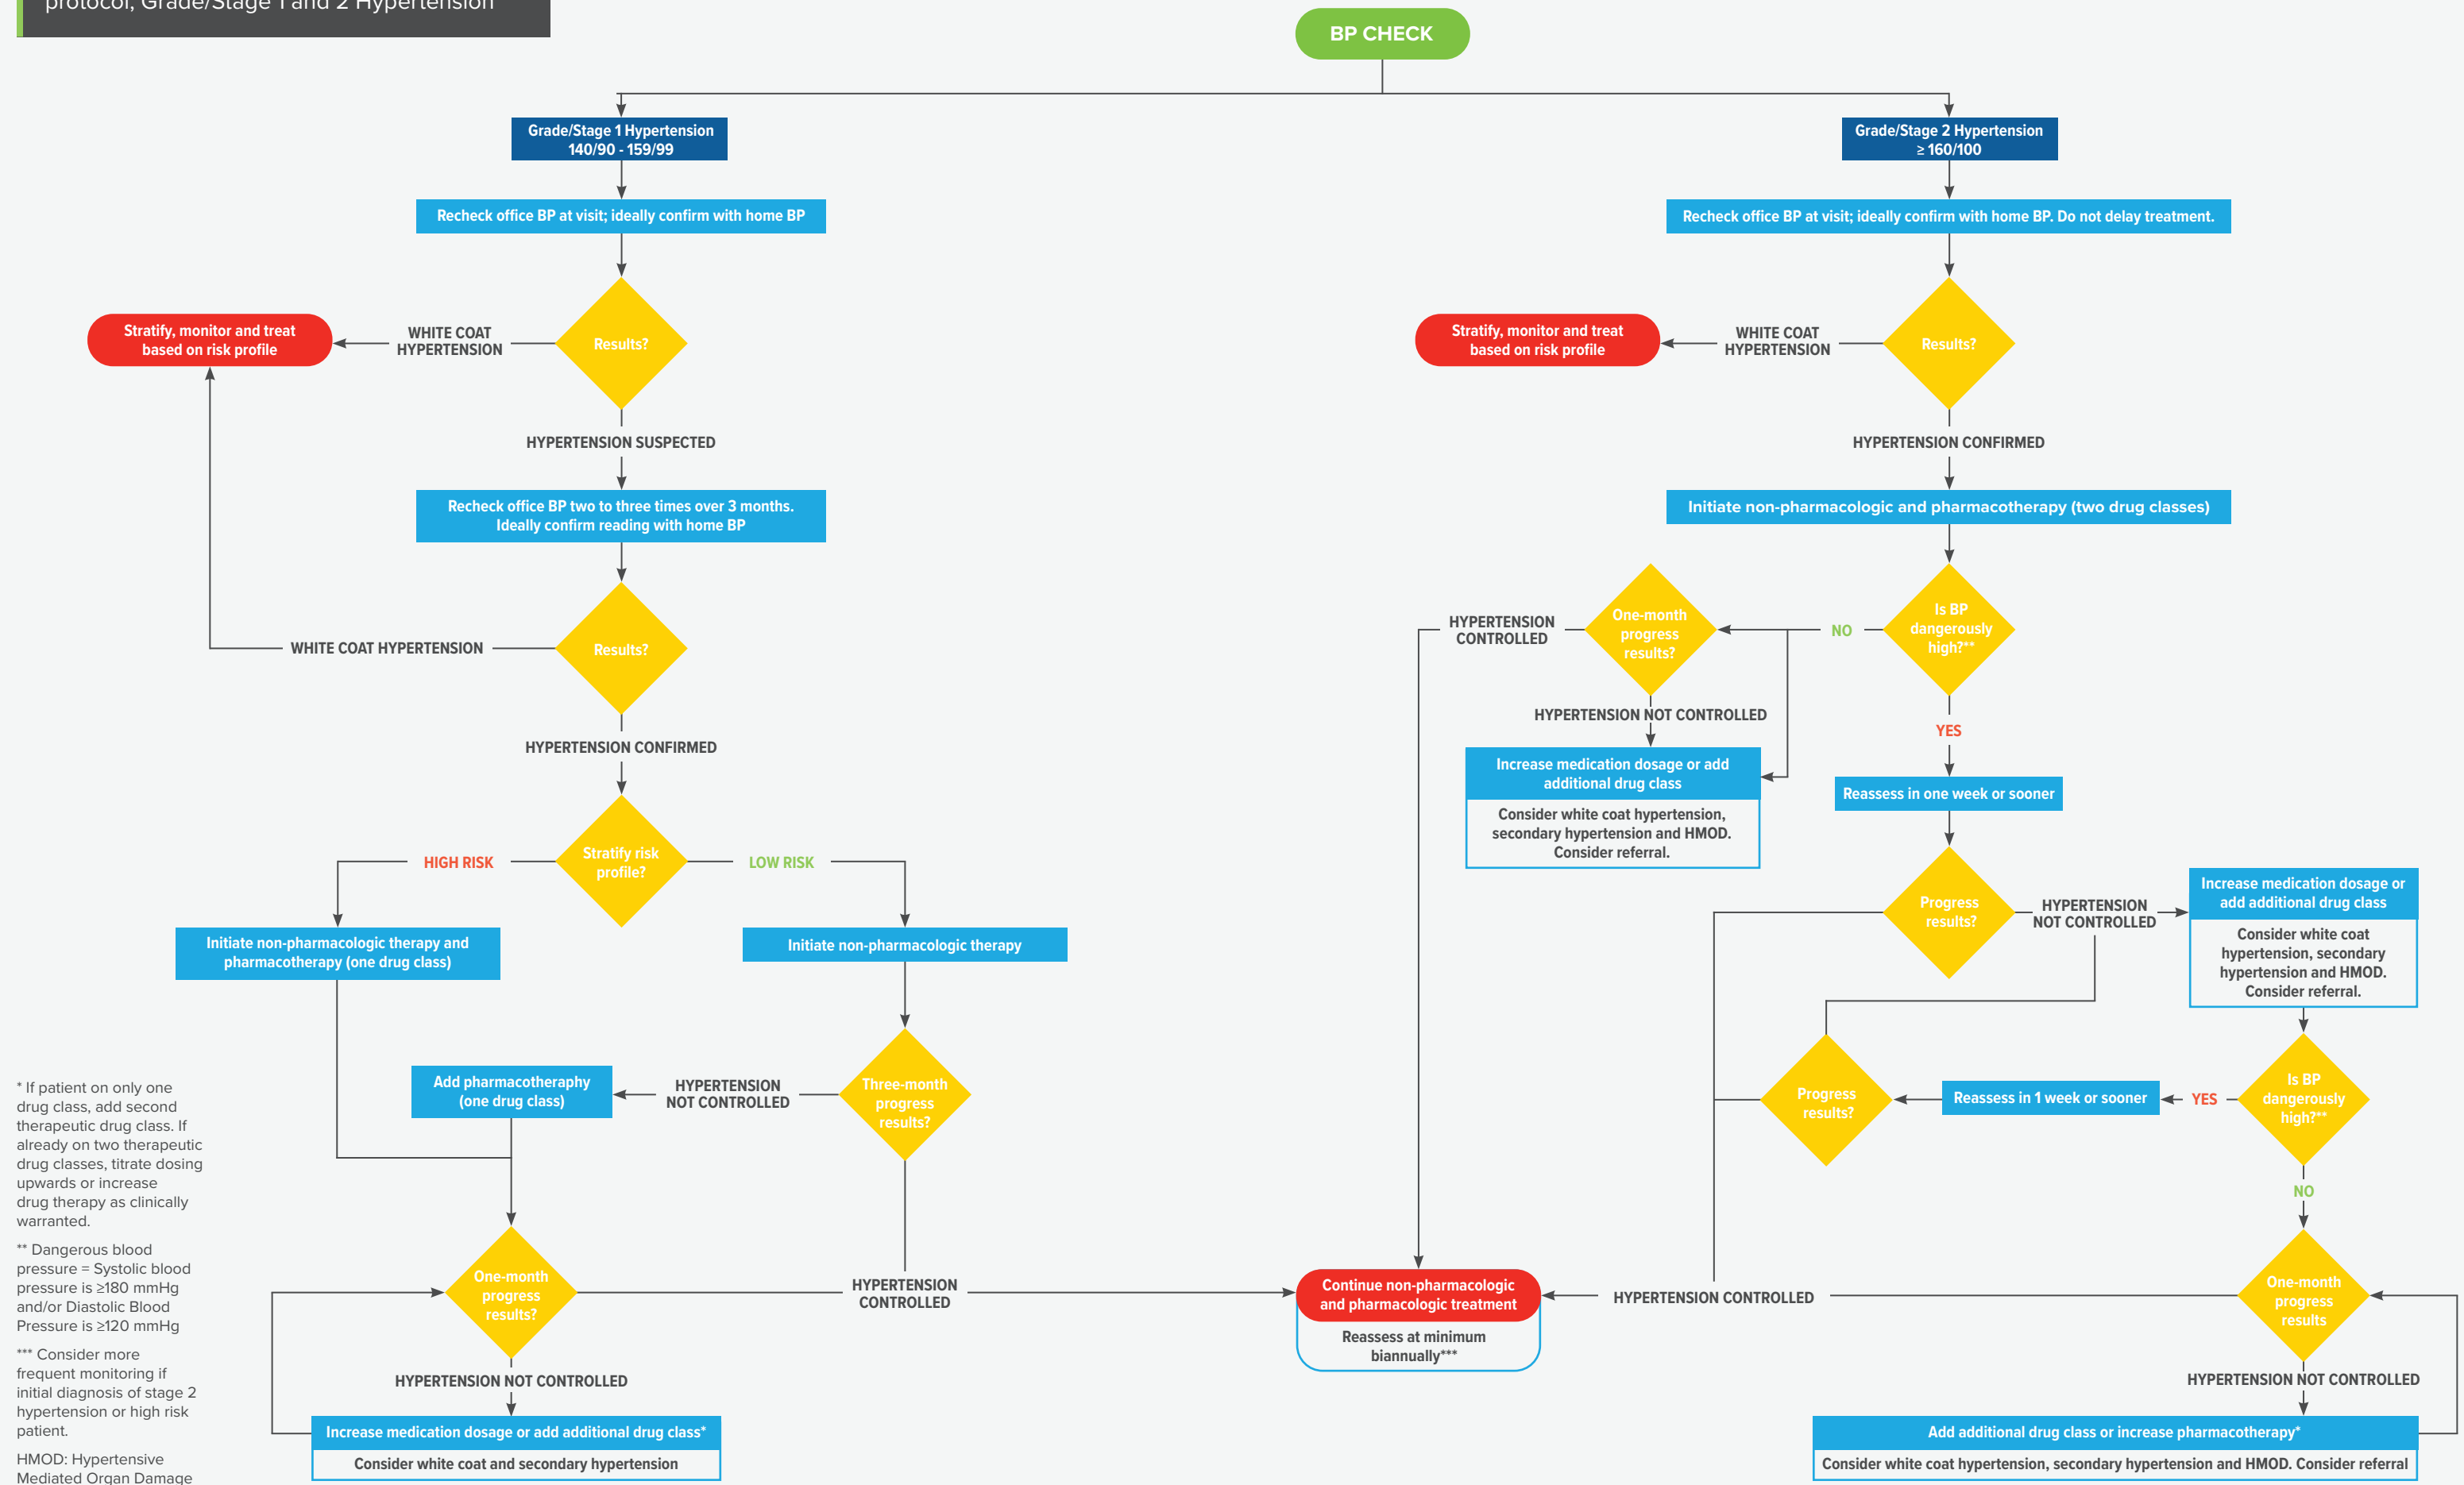 protocol, Grade/Stage 1 and 2 Hypertension
BP CHECK
Grade/Stage 1 Hypertension
140/90 - 159/99
Recheck office BP at visit; ideally confirm with home BP
Results?
WHITE COAT
HYPERTENSION
Stratify, monitor and treat
based on risk profile
HYPERTENSION SUSPECTED
Recheck office BP two to three times over 3 months.
Ideally confirm reading with home BP
Results?
WHITE COAT HYPERTENSION
HYPERTENSION CONFIRMED
Stratify risk
profile?
HIGH RISK
LOW RISK
Initiate non-pharmacologic therapy and
pharmacotherapy (one drug class)
Initiate non-pharmacologic therapy
Three-month
progress
results?
HYPERTENSION
NOT CONTROLLED
Add pharmacotheraphy
(one drug class)
One-month
progress
results?
HYPERTENSION
CONTROLLED
HYPERTENSION NOT CONTROLLED
Increase medication dosage or add additional drug class*
Consider white coat and secondary hypertension
Grade/Stage 2 Hypertension
≥ 160/100
Recheck office BP at visit; ideally confirm with home BP. Do not delay treatment.
Results?
WHITE COAT
HYPERTENSION
Stratify, monitor and treat
based on risk profile
HYPERTENSION CONFIRMED
Initiate non-pharmacologic and pharmacotherapy (two drug classes)
Is BP
dangerously
high?**
NO
One-month
progress
results?
HYPERTENSION
CONTROLLED
HYPERTENSION NOT CONTROLLED
Increase medication dosage or add
additional drug class
Consider white coat hypertension,
secondary hypertension and HMOD.
Consider referral.
YES
Reassess in one week or sooner
Progress
results?
HYPERTENSION
NOT CONTROLLED
Increase medication dosage or
add additional drug class
Consider white coat
hypertension, secondary
hypertension and HMOD.
Consider referral.
Is BP
dangerously
high?**
YES
Reassess in 1 week or sooner
Progress
results?
NO
One-month
progress
results
HYPERTENSION CONTROLLED
Continue non-pharmacologic
and pharmacologic treatment
Reassess at minimum
biannually***
HYPERTENSION NOT CONTROLLED
Add additional drug class or increase pharmacotherapy*
Consider white coat hypertension, secondary hypertension and HMOD. Consider referral
* If patient on only one
drug class, add second
therapeutic drug class. If
already on two therapeutic
drug classes, titrate dosing
upwards or increase
drug therapy as clinically
warranted.
** Dangerous blood
pressure = Systolic blood
pressure is ≥180 mmHg
and/or Diastolic Blood
Pressure is ≥120 mmHg
*** Consider more
frequent monitoring if
initial diagnosis of stage 2
hypertension or high risk
patient.
HMOD: Hypertensive
Mediated Organ Damage